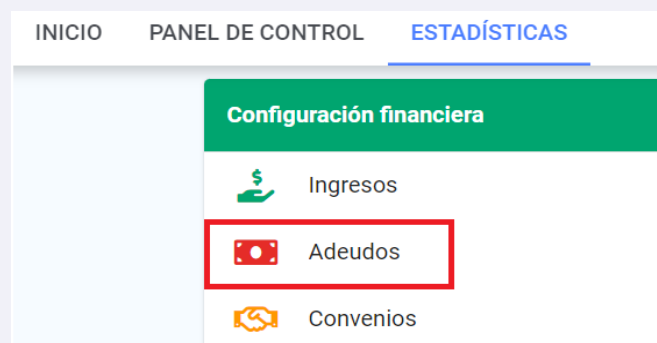 INICIO PANEL DE CONTROL ESTADÍSTICAS
Configuración financiera
$ Ingresos
Adeudos
Convenios